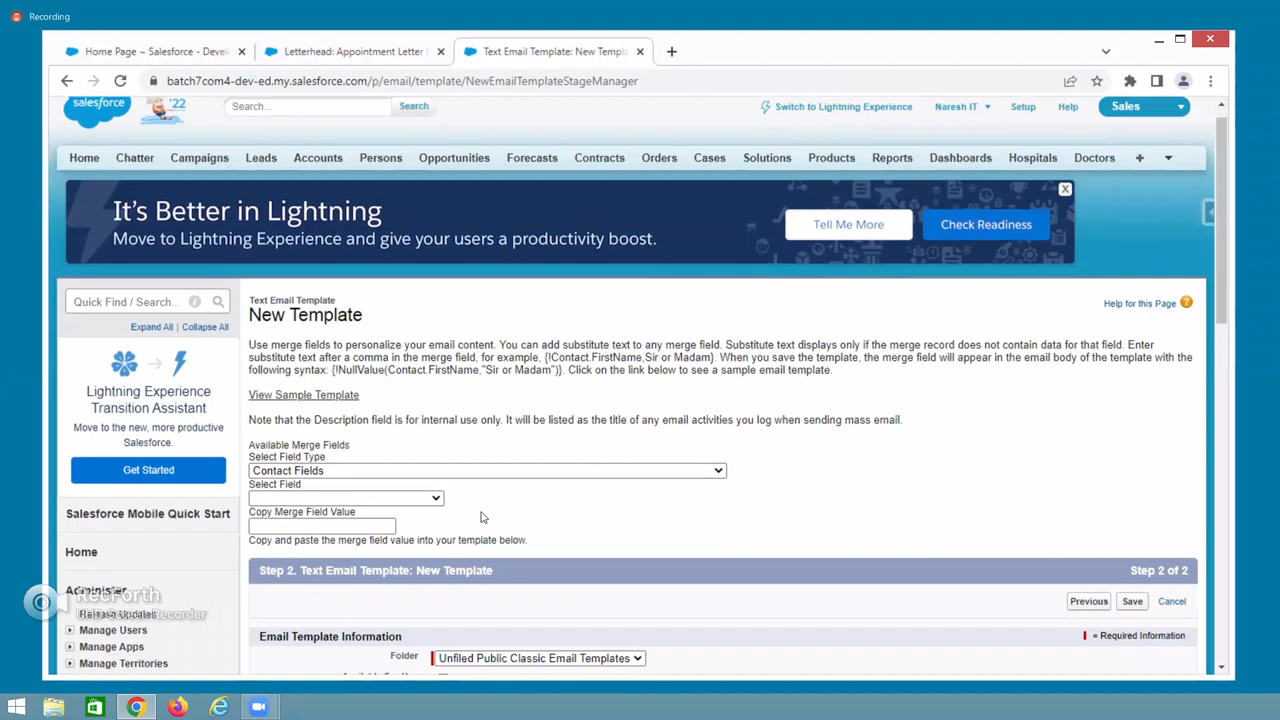 Recording
Home Page ~ Salesforce - Devel
Letterhead: Appointment Letter
Text Email Template: New Templa
batch7com4-dev-ed.my.salesforce.com/p/email/template/NewEmailTemplateStageManager
salesforce
'22
Search...
Search
Switch to Lightning Experience
Naresh IT
Setup
Help
Sales
Home
Chatter
Campaigns
Leads
Accounts
Persons
Opportunities
Forecasts
Contracts
Orders
Cases
Solutions
Products
Reports
Dashboards
Hospitals
Doctors
It's Better in Lightning
Move to Lightning Experience and give your users a productivity boost.
Tell Me More
Check Readiness
X
Quick Find / Search...
Expand All | Collapse All
Lightning Experience
Transition Assistant
Move to the new, more productive
Salesforce.
Get Started
Salesforce Mobile Quick Start
Home
Administer
Release Updates
Manage Users
Manage Apps
Manage Territories
RecForth
Text Email Template
New Template
Help for this Page
Use merge fields to personalize your email content. You can add substitute text to any merge field. Substitute text displays only if the merge record does not contain data for that field. Enter
substitute text after a comma in the merge field, for example, {!Contact.FirstName,Sir or Madam}. When you save the template, the merge field will appear in the email body of the template with the
following syntax: {!NullValue(Contact.FirstName,"Sir or Madam")}. Click on the link below to see a sample email template.
View Sample Template
Note that the Description field is for internal use only. It will be listed as the title of any email activities you log when sending mass email.
Available Merge Fields
Select Field Type
Contact Fields
Select Field
Copy Merge Field Value
Copy and paste the merge field value into your template below.
Step 2. Text Email Template: New Template
Step 2 of 2
Previous
Save
Cancel
Email Template Information
= Required Information
Folder
Unfiled Public Classic Email Templates